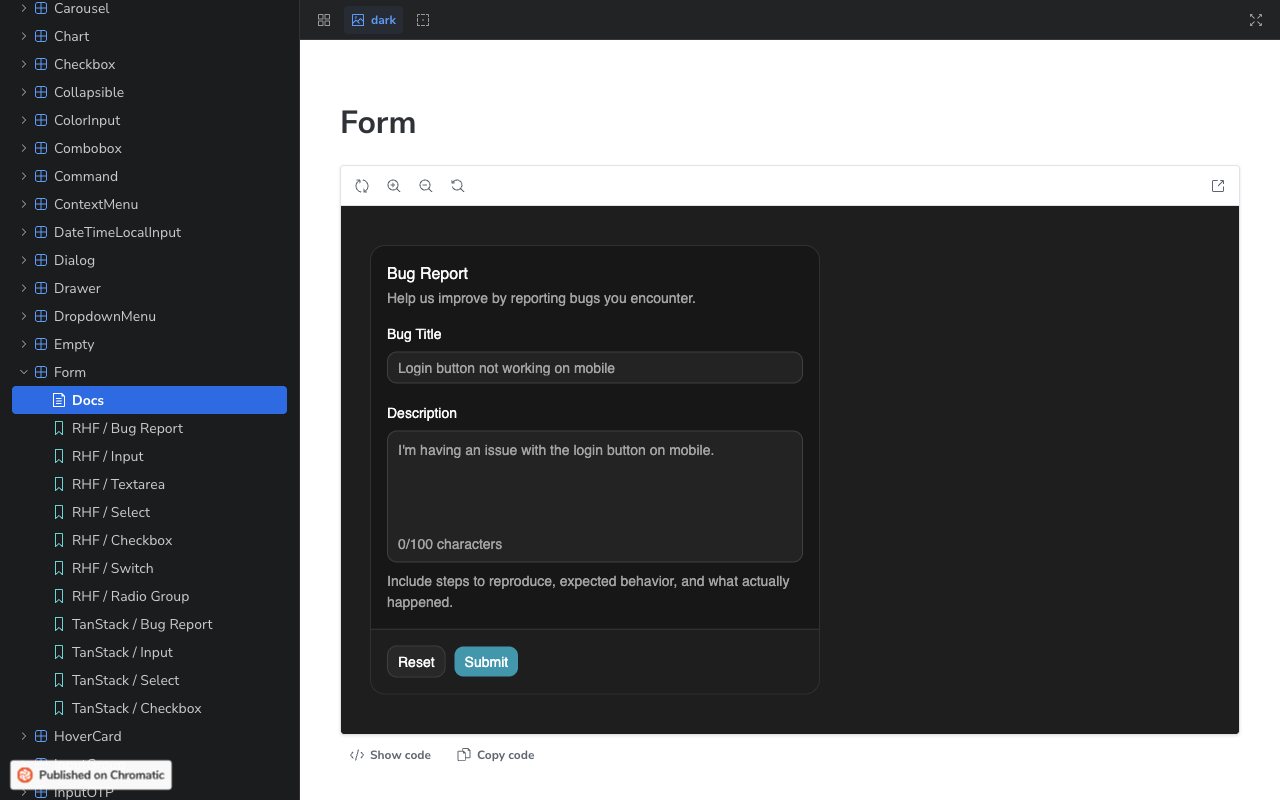 Carousel
Chart
Checkbox
Collapsible
ColorInput
Combobox
Command
ContextMenu
DateTimeLocalInput
Dialog
Drawer
DropdownMenu
Empty
Form
Docs
RHF / Bug Report
RHF / Input
RHF / Textarea
RHF / Select
RHF / Checkbox
RHF / Switch
RHF / Radio Group
TanStack / Bug Report
TanStack / Input
TanStack / Select
TanStack / Checkbox
HoverCard
Published on Chromatic
InputOTP
dark
Form
Bug Report
Help us improve by reporting bugs you encounter.
Bug Title
Login button not working on mobile
Description
I'm having an issue with the login button on mobile.
0/100 characters
Include steps to reproduce, expected behavior, and what actually
happened.
Reset
Submit
Show code
Copy code